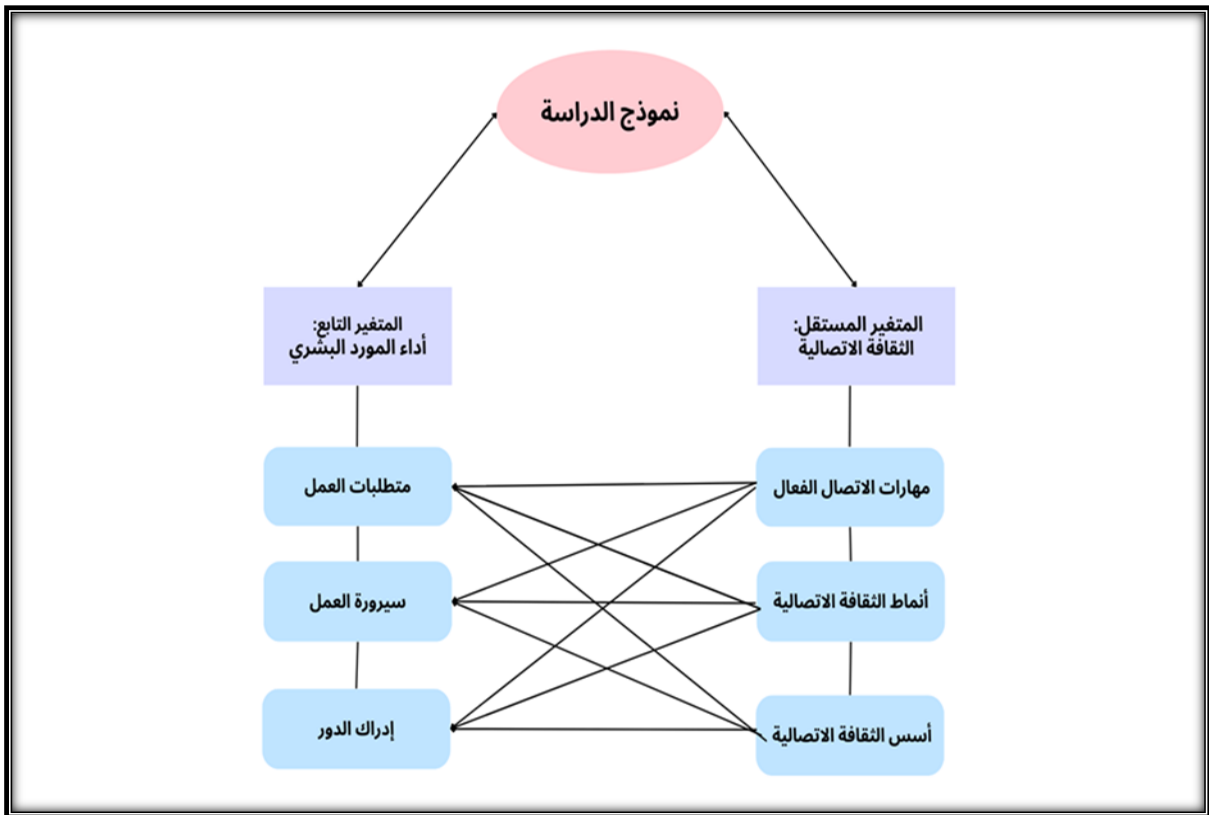 نموذج الدراسة
المتغير المستقل:
الثقافة الاتصالية
المتغير التابع:
أداء المورد البشري
مهارات الاتصال الفعال
متطلبات العمل
أنماط الثقافة الاتصالية
سيرورة العمل
أسس الثقافة الاتصالية
إدراك الدور